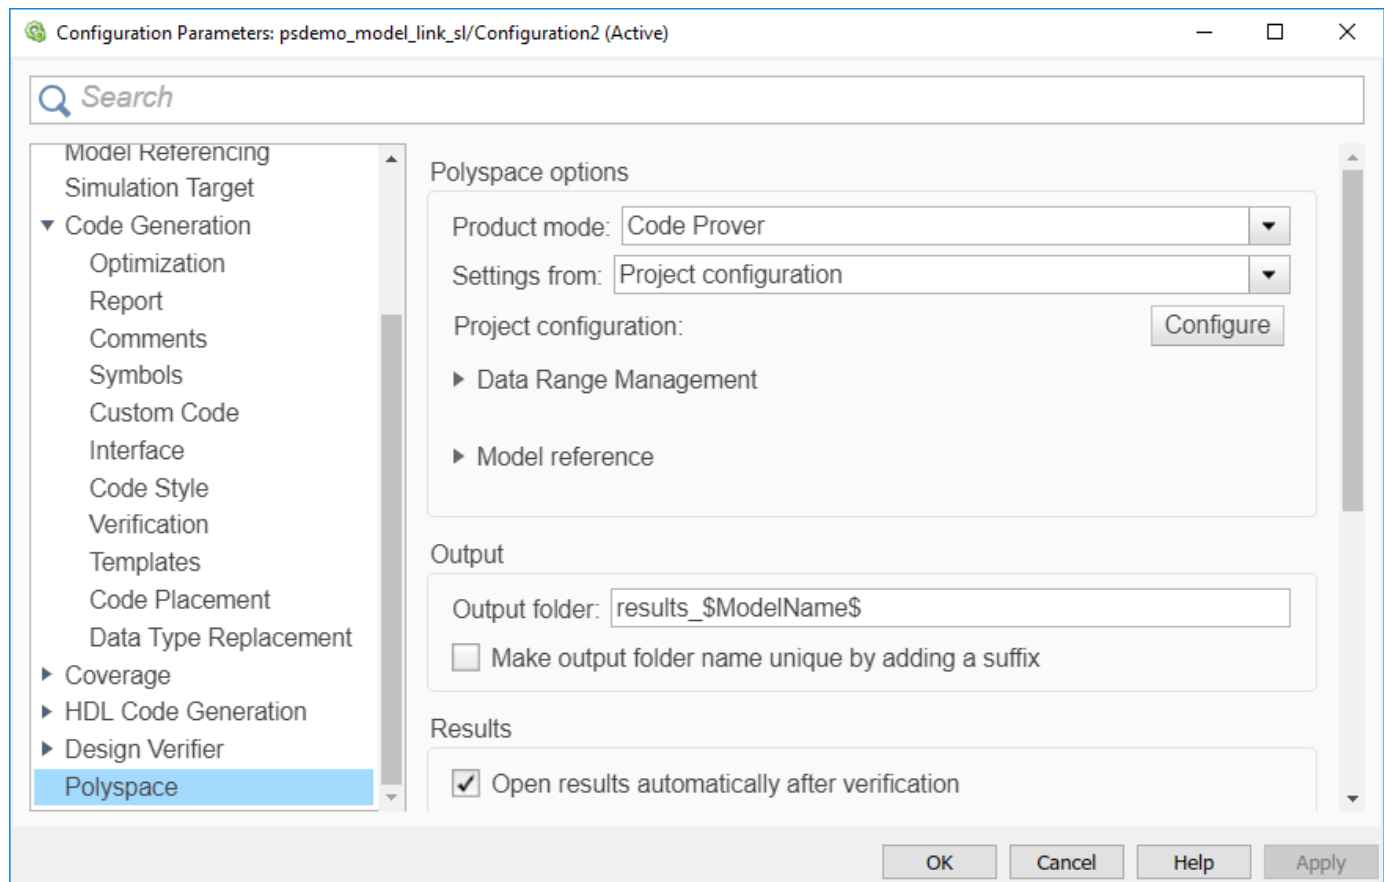 Configuration Parameters: psdemo_model_link_sl/Configuration2 (Active)
Search
Model Referencing
Simulation Target
Code Generation
Optimization
Report
Comments
Symbols
Custom Code
Interface
Code Style
Verification
Templates
Code Placement
Data Type Replacement
Coverage
HDL Code Generation
Design Verifier
Polyspace
Polyspace options
Product mode: Code Prover
Settings from: Project configuration
Project configuration: Configure
Data Range Management
Model reference
Output
Output folder: results_$ModelName$
Make output folder name unique by adding a suffix
Results
Open results automatically after verification
OK Cancel Help Apply